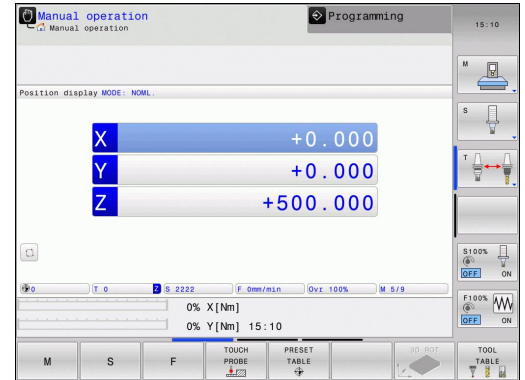 Manual operation
Manual operation
Programming
15:10
Position display MODE: NOML.
X +0.000
Y +0.000
Z +500.000
M
S
T
0 T 0 Z S 2222 F 0mm/min Ovr 100% M 5/9
0% X[Nm]
0% Y[Nm] 15:10
S100%
OFF ON
F100%
OFF ON
M
S
F
TOUCH PROBE
PRESET TABLE
3D ROT
TOOL TABLE